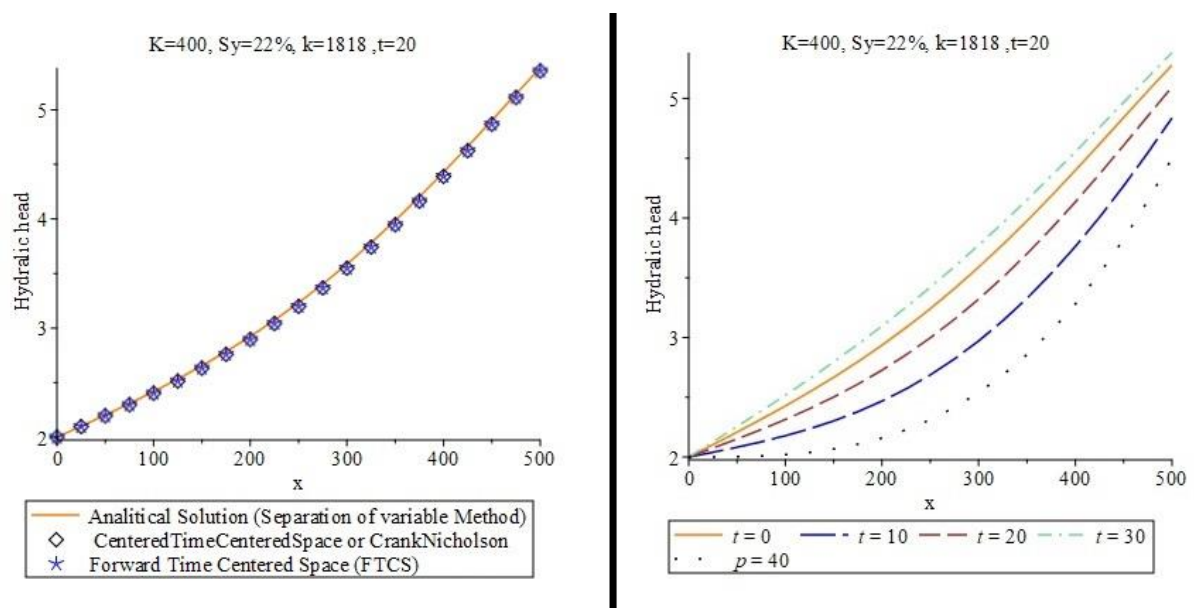 K=400, Sy=22%, k=1818 ,t=20
5
4
3
2
Hydralic head
0 100 200 300 400 500
x
Analitical Solution (Separation of variable Method)
CenteredTimeCenteredSpace or CrankNicholson
Forward Time Centered Space (FTCS)
K=400, Sy=22%, k=1818 ,t=20
5
4
3
2
Hydralic head
0 100 200 300 400 500
x
t = 0 t = 10 t = 20 t = 30
p = 40